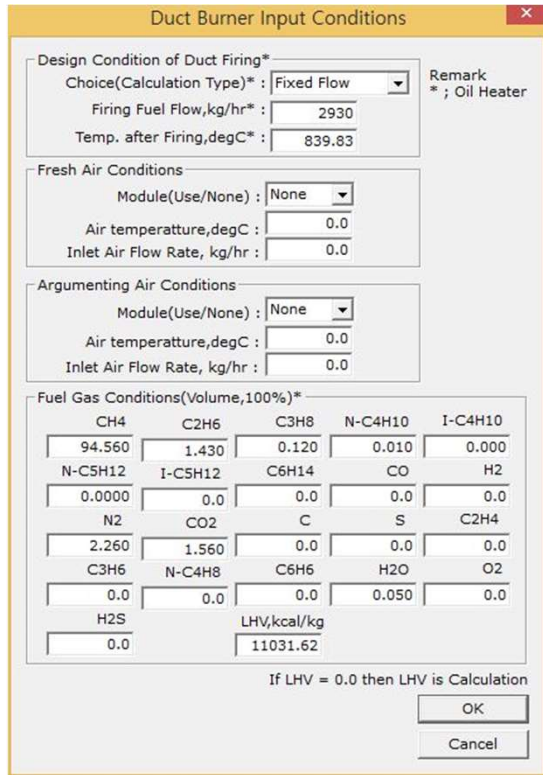 Duct Burner Input Conditions
Design Condition of Duct Firing*
Choice(Calculation Type)* : Fixed Flow
Firing Fuel Flow,kg/hr* : 2930
Temp. after Firing,degC* : 839.83
Remark
* ; Oil Heater
Fresh Air Conditions
Module(Use/None) : None
Air temperatture,degC : 0.0
Inlet Air Flow Rate, kg/hr : 0.0
Argumenting Air Conditions
Module(Use/None) : None
Air temperatture,degC : 0.0
Inlet Air Flow Rate, kg/hr : 0.0
Fuel Gas Conditions(Volume,100%)*
CH4 C2H6 C3H8 N-C4H10 I-C4H10
94.560 1.430 0.120 0.010 0.000
N-C5H12 I-C5H12 C6H14 CO H2
0.0000 0.0 0.0 0.0 0.0
N2 CO2 C S C2H4
2.260 1.560 0.0 0.0 0.0
C3H6 N-C4H8 C6H6 H2O O2
0.0 0.0 0.0 0.050 0.0
H2S LHV,kcal/kg
0.0 11031.62
If LHV = 0.0 then LHV is Calculation
OK
Cancel